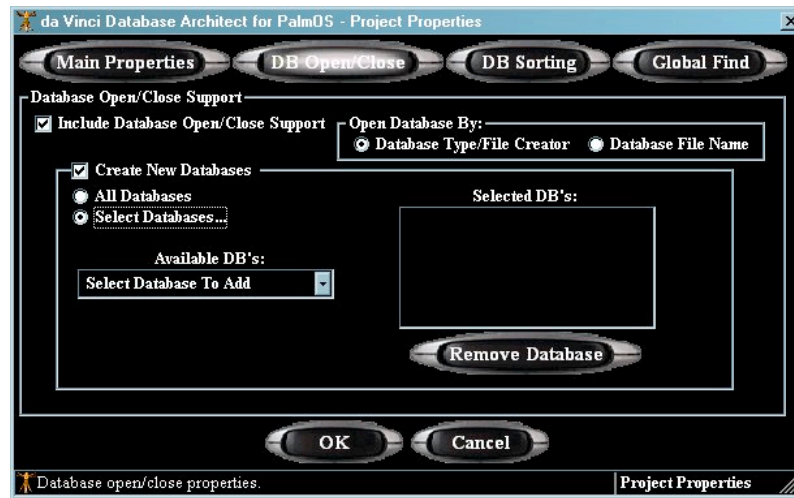 da Vinci Database Architect for PalmOS - Project Properties
Main Properties DB Open/Close DB Sorting Global Find
Database Open/Close Support
Include Database Open/Close Support
Open Database By:
Database Type/File Creator Database File Name
Create New Databases
All Databases
Select Databases...
Selected DB's:
Available DB's:
Select Database To Add
Remove Database
OK Cancel
Database open/close properties. Project Properties